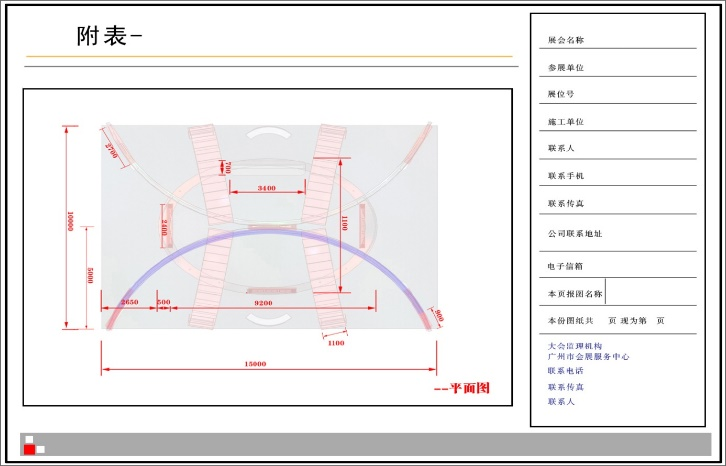 附表-
2700
700
3400
10000
2400
1100
5000
2650
500
9200
900
1100
15000
--平面图
展会名称
参展单位
展位号
施工单位
联系人
联系手机
联系传真
公司联系地址
电子信箱
本页报图名称
本份图纸共 页 现为第 页
大会监理机构
广州市会展服务中心
联系电话
联系传真
联系人